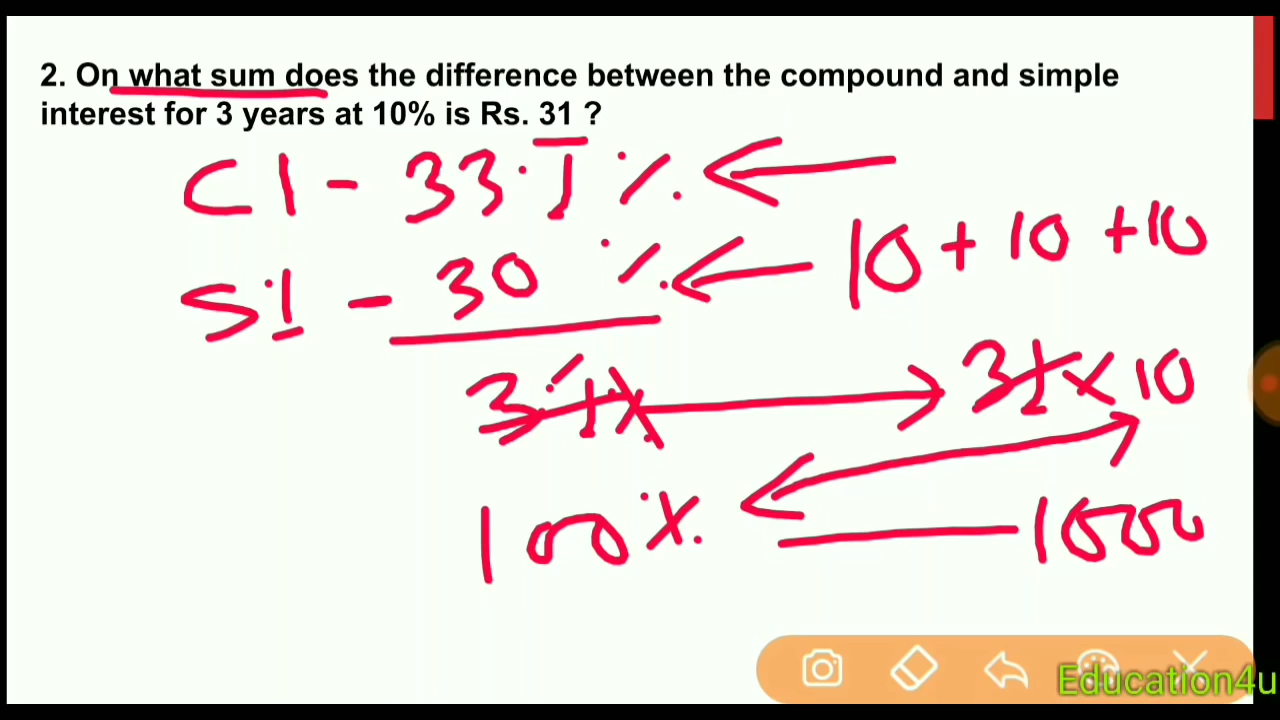 2. On what sum does the difference between the compound and simple
interest for 3 years at 10% is Rs. 31 ?
CI - 33.1 %
SI - 30 % 10 + 10 + 10
3.1% 31 x 10
100% 1000
Education4u